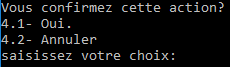 Vous confirmez cette action?
4.1- Oui.
4.2- Annuler
saisissez votre choix: